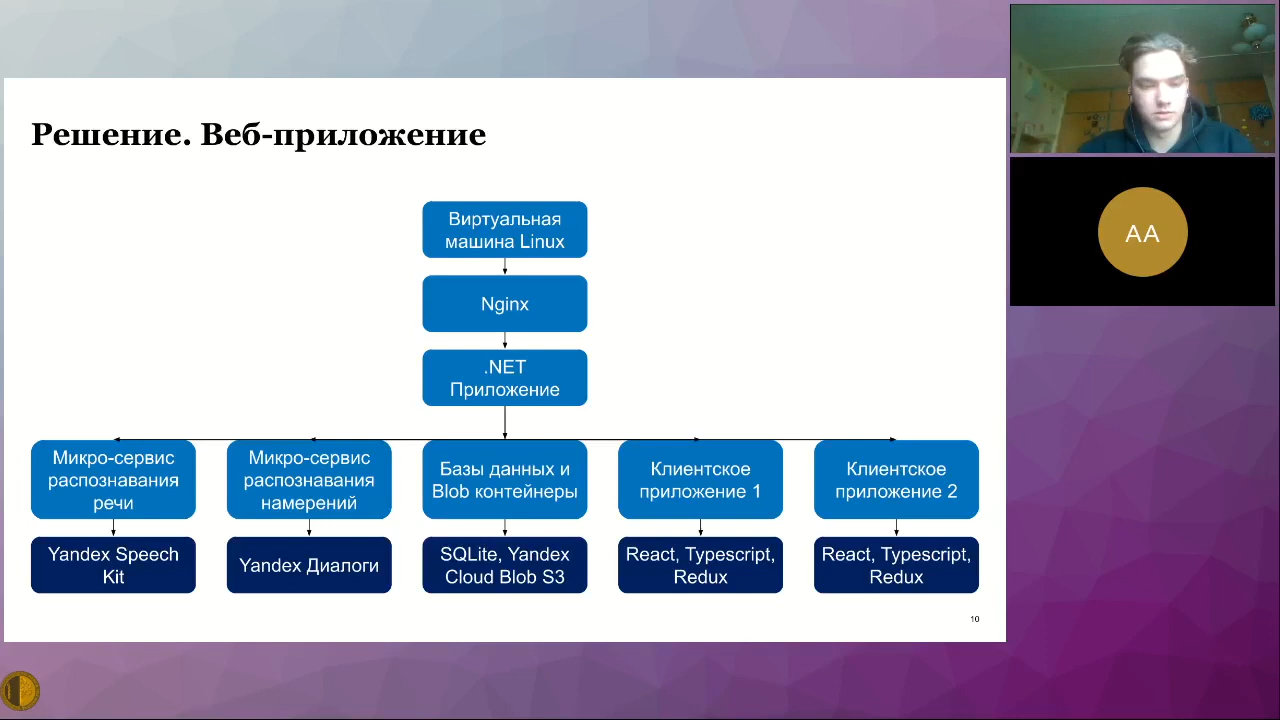 Решение. Веб-приложение
Виртуальная
машина Linux
Nginx
.NET
Приложение
Микро-сервис
распознавания
речи
Микро-сервис
распознавания
намерений
Базы данных и
Blob контейнеры
Клиентское
приложение 1
Клиентское
приложение 2
Yandex Speech
Kit
Yandex Диалоги
SQLite, Yandex
Cloud Blob S3
React, Typescript,
Redux
React, Typescript,
Redux
10
AA